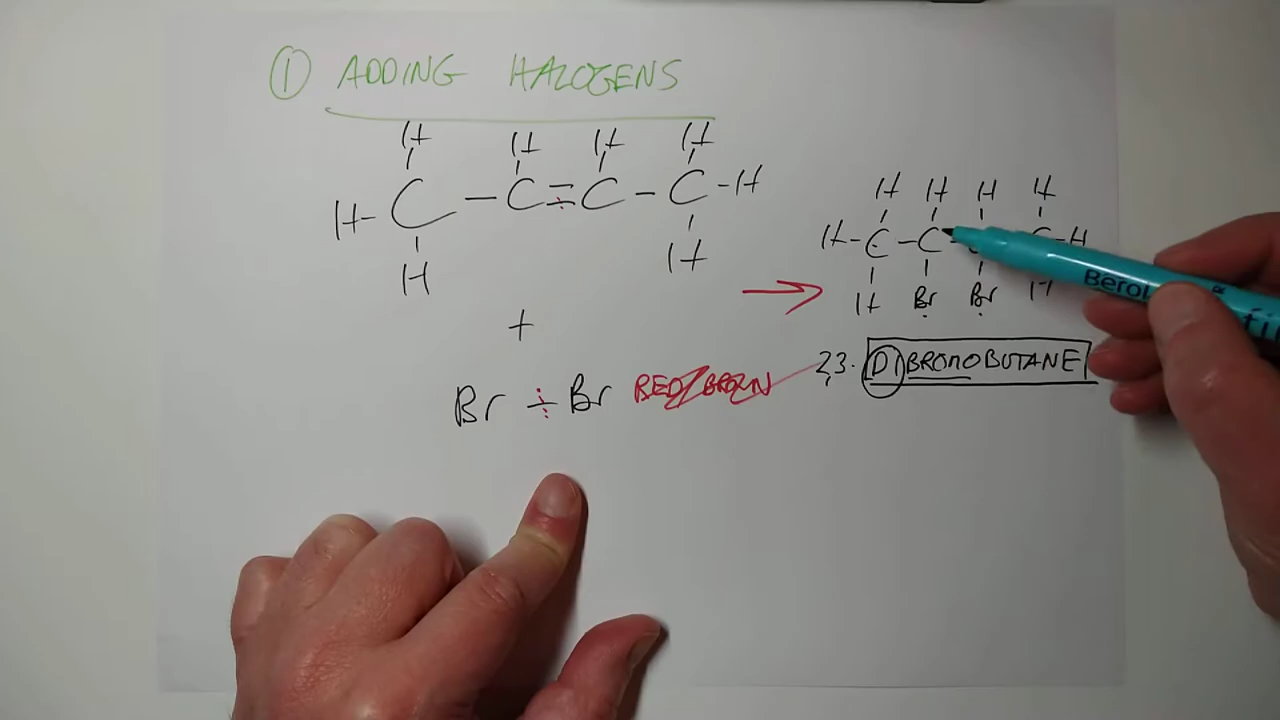 ① ADDING HALOGENS
H H H H
H - C - C = C - C - H
H H
+
Br - Br RED/BROWN
→
H H H H
H - C - C - C - H
H Br Br H
2,3. DIBROMOBUTANE
Berol